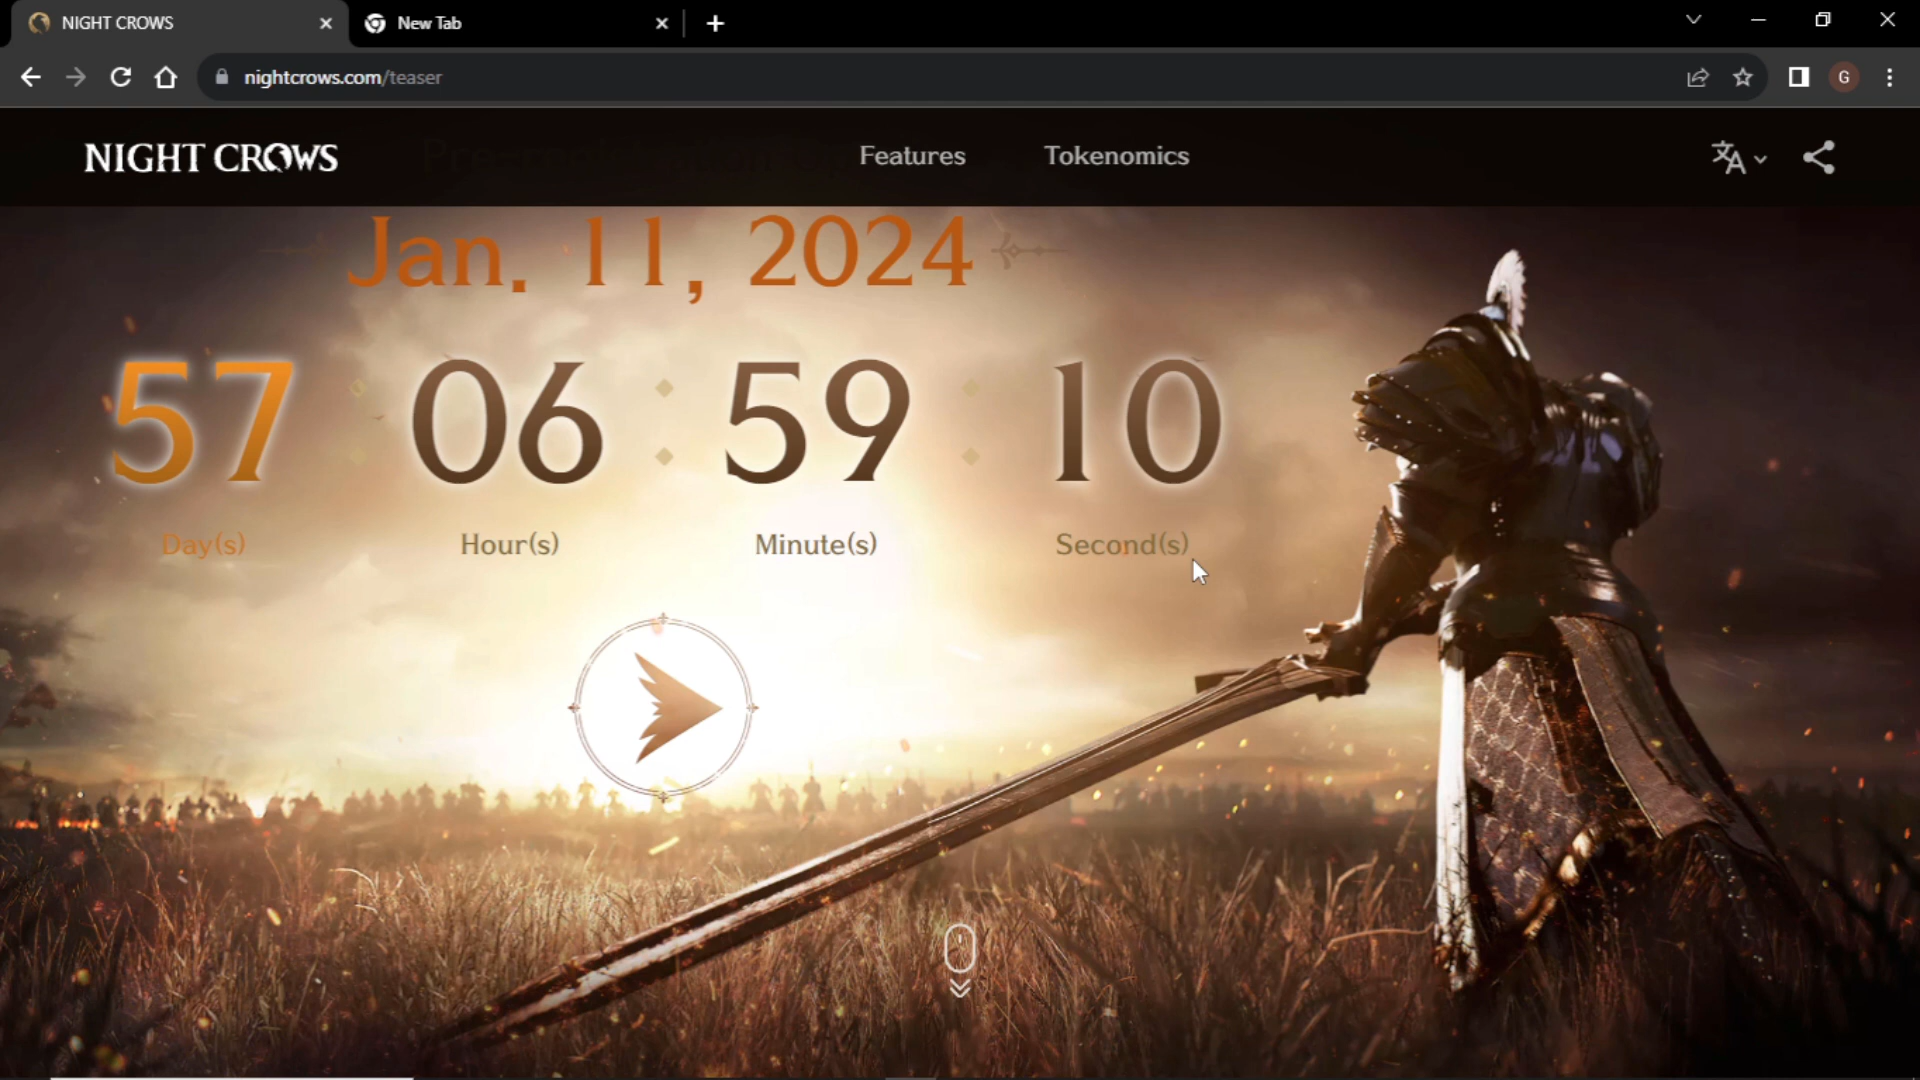 NIGHT CROWS
New Tab
nightcrows.com/teaser
G
NIGHT CROWS
Features
Tokenomics
Jan. 11, 2024
57 : 06 : 59 : 10
Day(s)
Hour(s)
Minute(s)
Second(s)